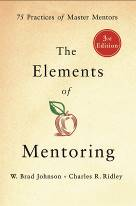 75 Practices of Master Mentors
The
Elements
of
3rd
Edition
Mentoring
W. Brad Johnson • Charles R. Ridley